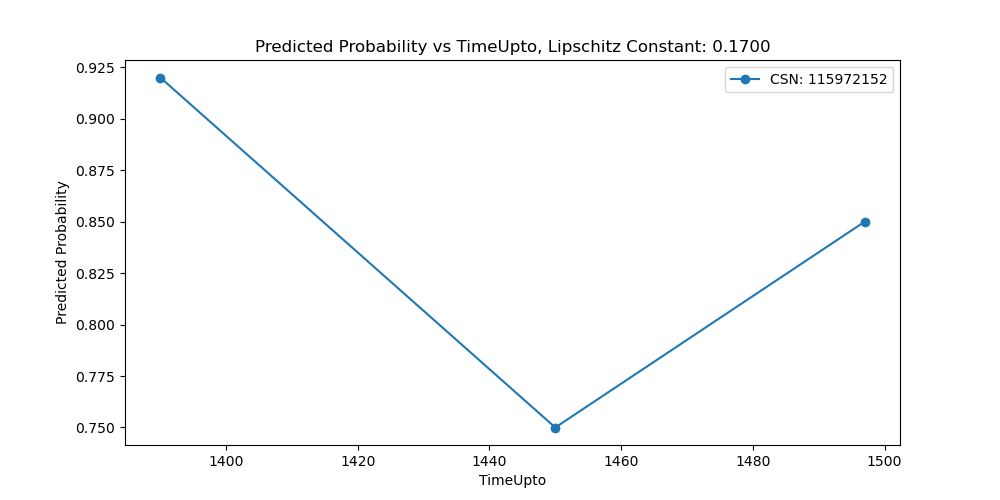 Predicted Probability vs TimeUpto, Lipschitz Constant: 0.1700
CSN: 115972152
Predicted Probability
0.925
0.900
0.875
0.850
0.825
0.800
0.775
0.750
1400 1420 1440 1460 1480 1500
TimeUpto